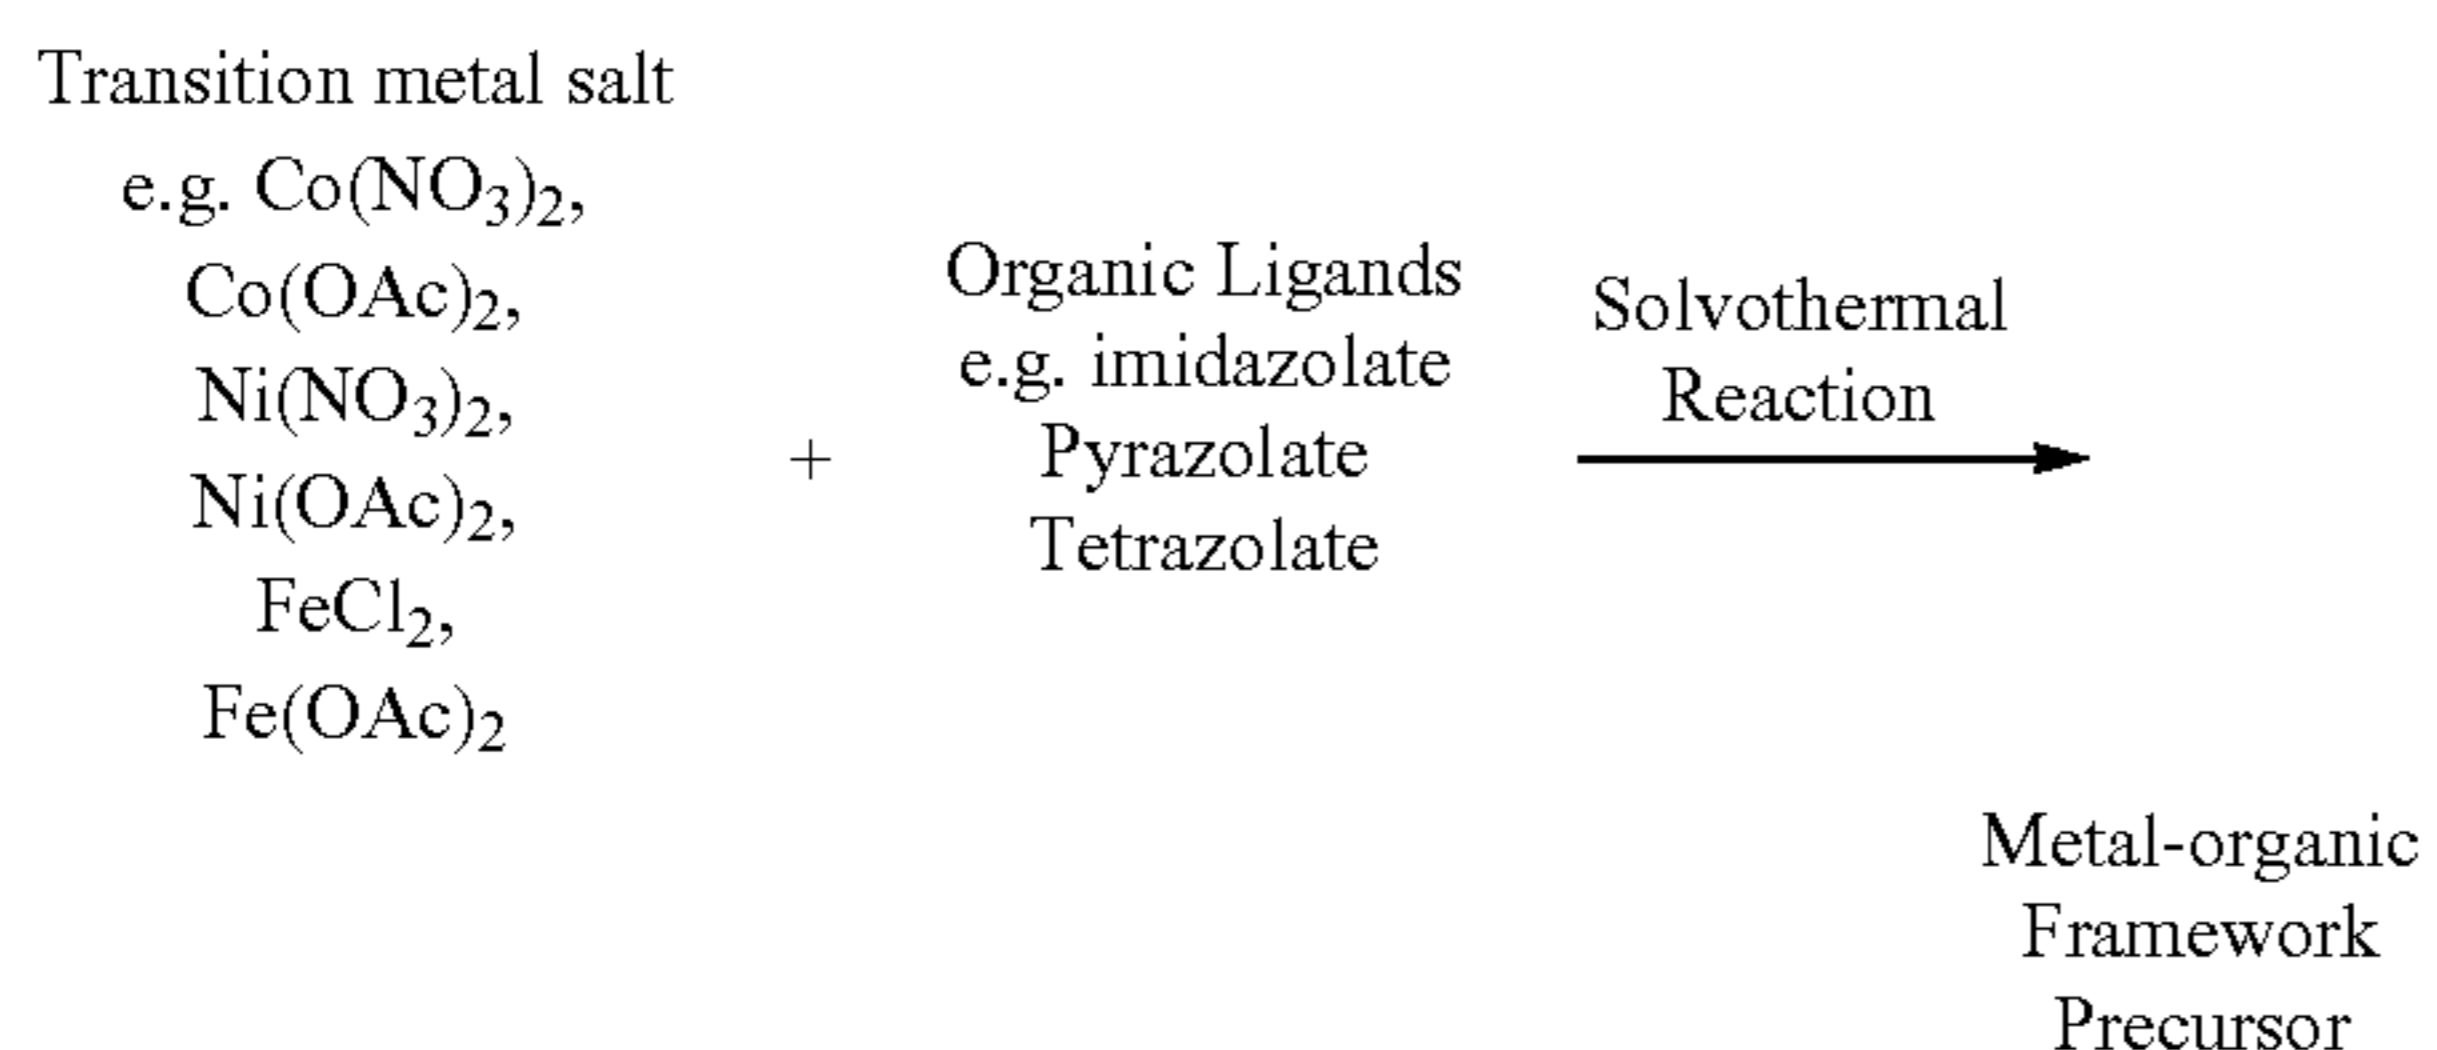 Transition metal salt
e.g. Co(NO₃)₂,
Co(OAc)₂,
Ni(NO₃)₂,
Ni(OAc)₂,
FeCl₂,
Fe(OAc)₂
+
Organic Ligands
e.g. imidazolate
Pyrazolate
Tetrazolate
Solvothermal
Reaction
Metal-organic
Framework
Precursor